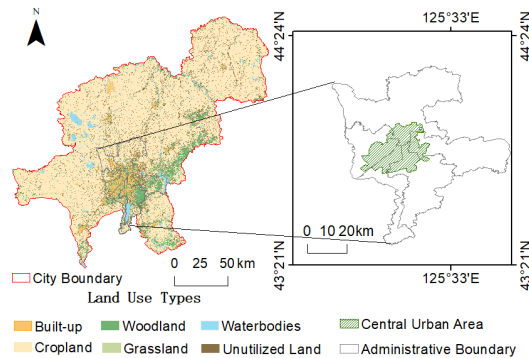 N
125°33′E
44°24′N
44°24′N
0 10 20km
43°21′N
43°21′N
125°33′E
City Boundary
0 25 50 km
Land Use Types
Built-up
Woodland
Waterbodies
Central Urban Area
Cropland
Grassland
Unutilized Land
Administrative Boundary